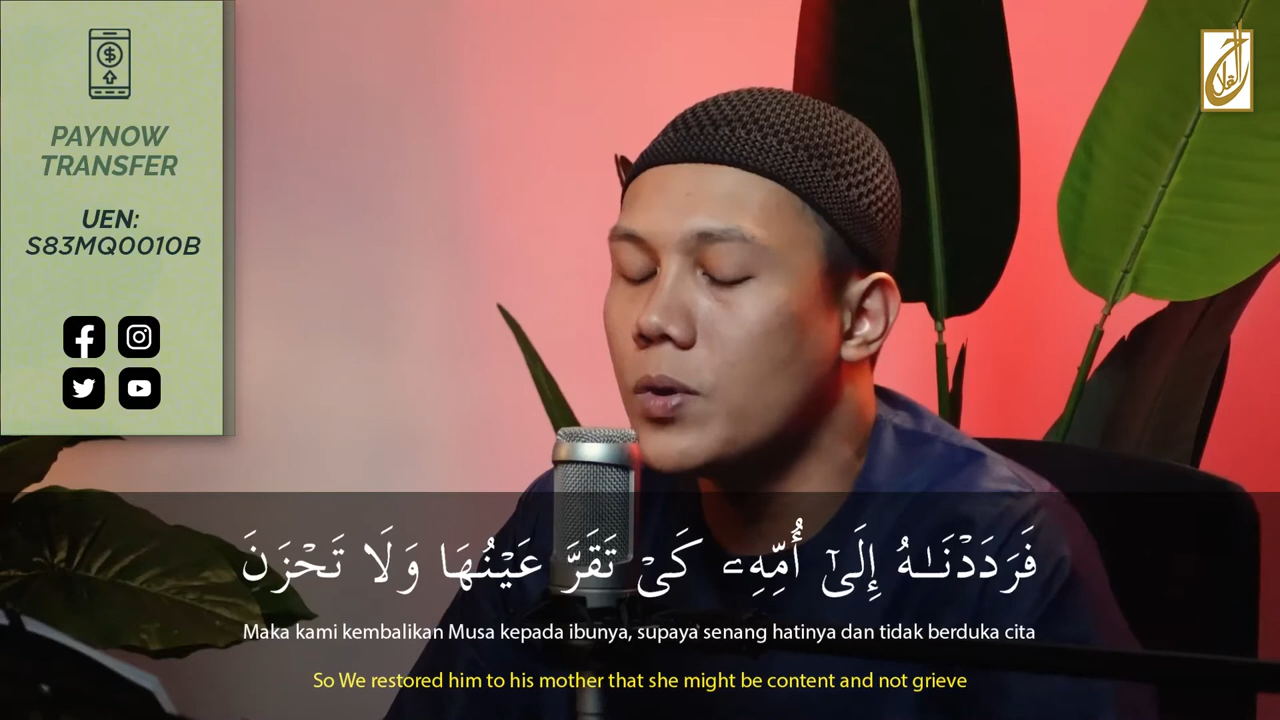 PAYNOW
TRANSFER
UEN:
S83MQ0010B
فَرَدَدْنَـٰهُ إِلَىٰٓ أُمِّهِۦ كَىْ تَقَرَّ عَيْنُهَا وَلَا تَحْزَنَ
Maka kami kembalikan Musa kepada ibunya, supaya senang hatinya dan tidak berduka cita
So We restored him to his mother that she might be content and not grieve